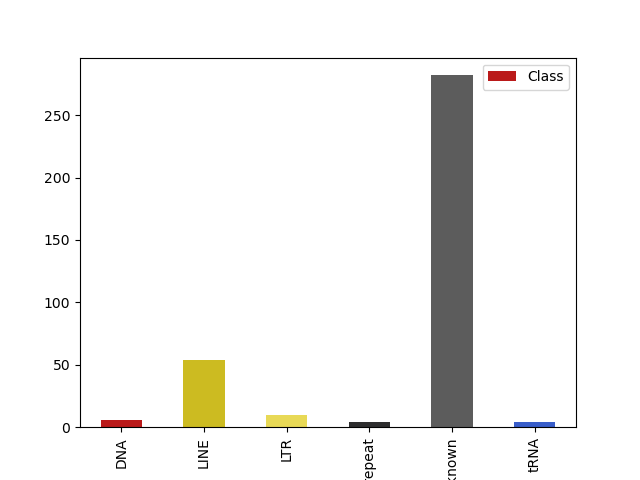 Class
250
200
150
100
50
0
DNA
LINE
LTR
repeat
known
tRNA